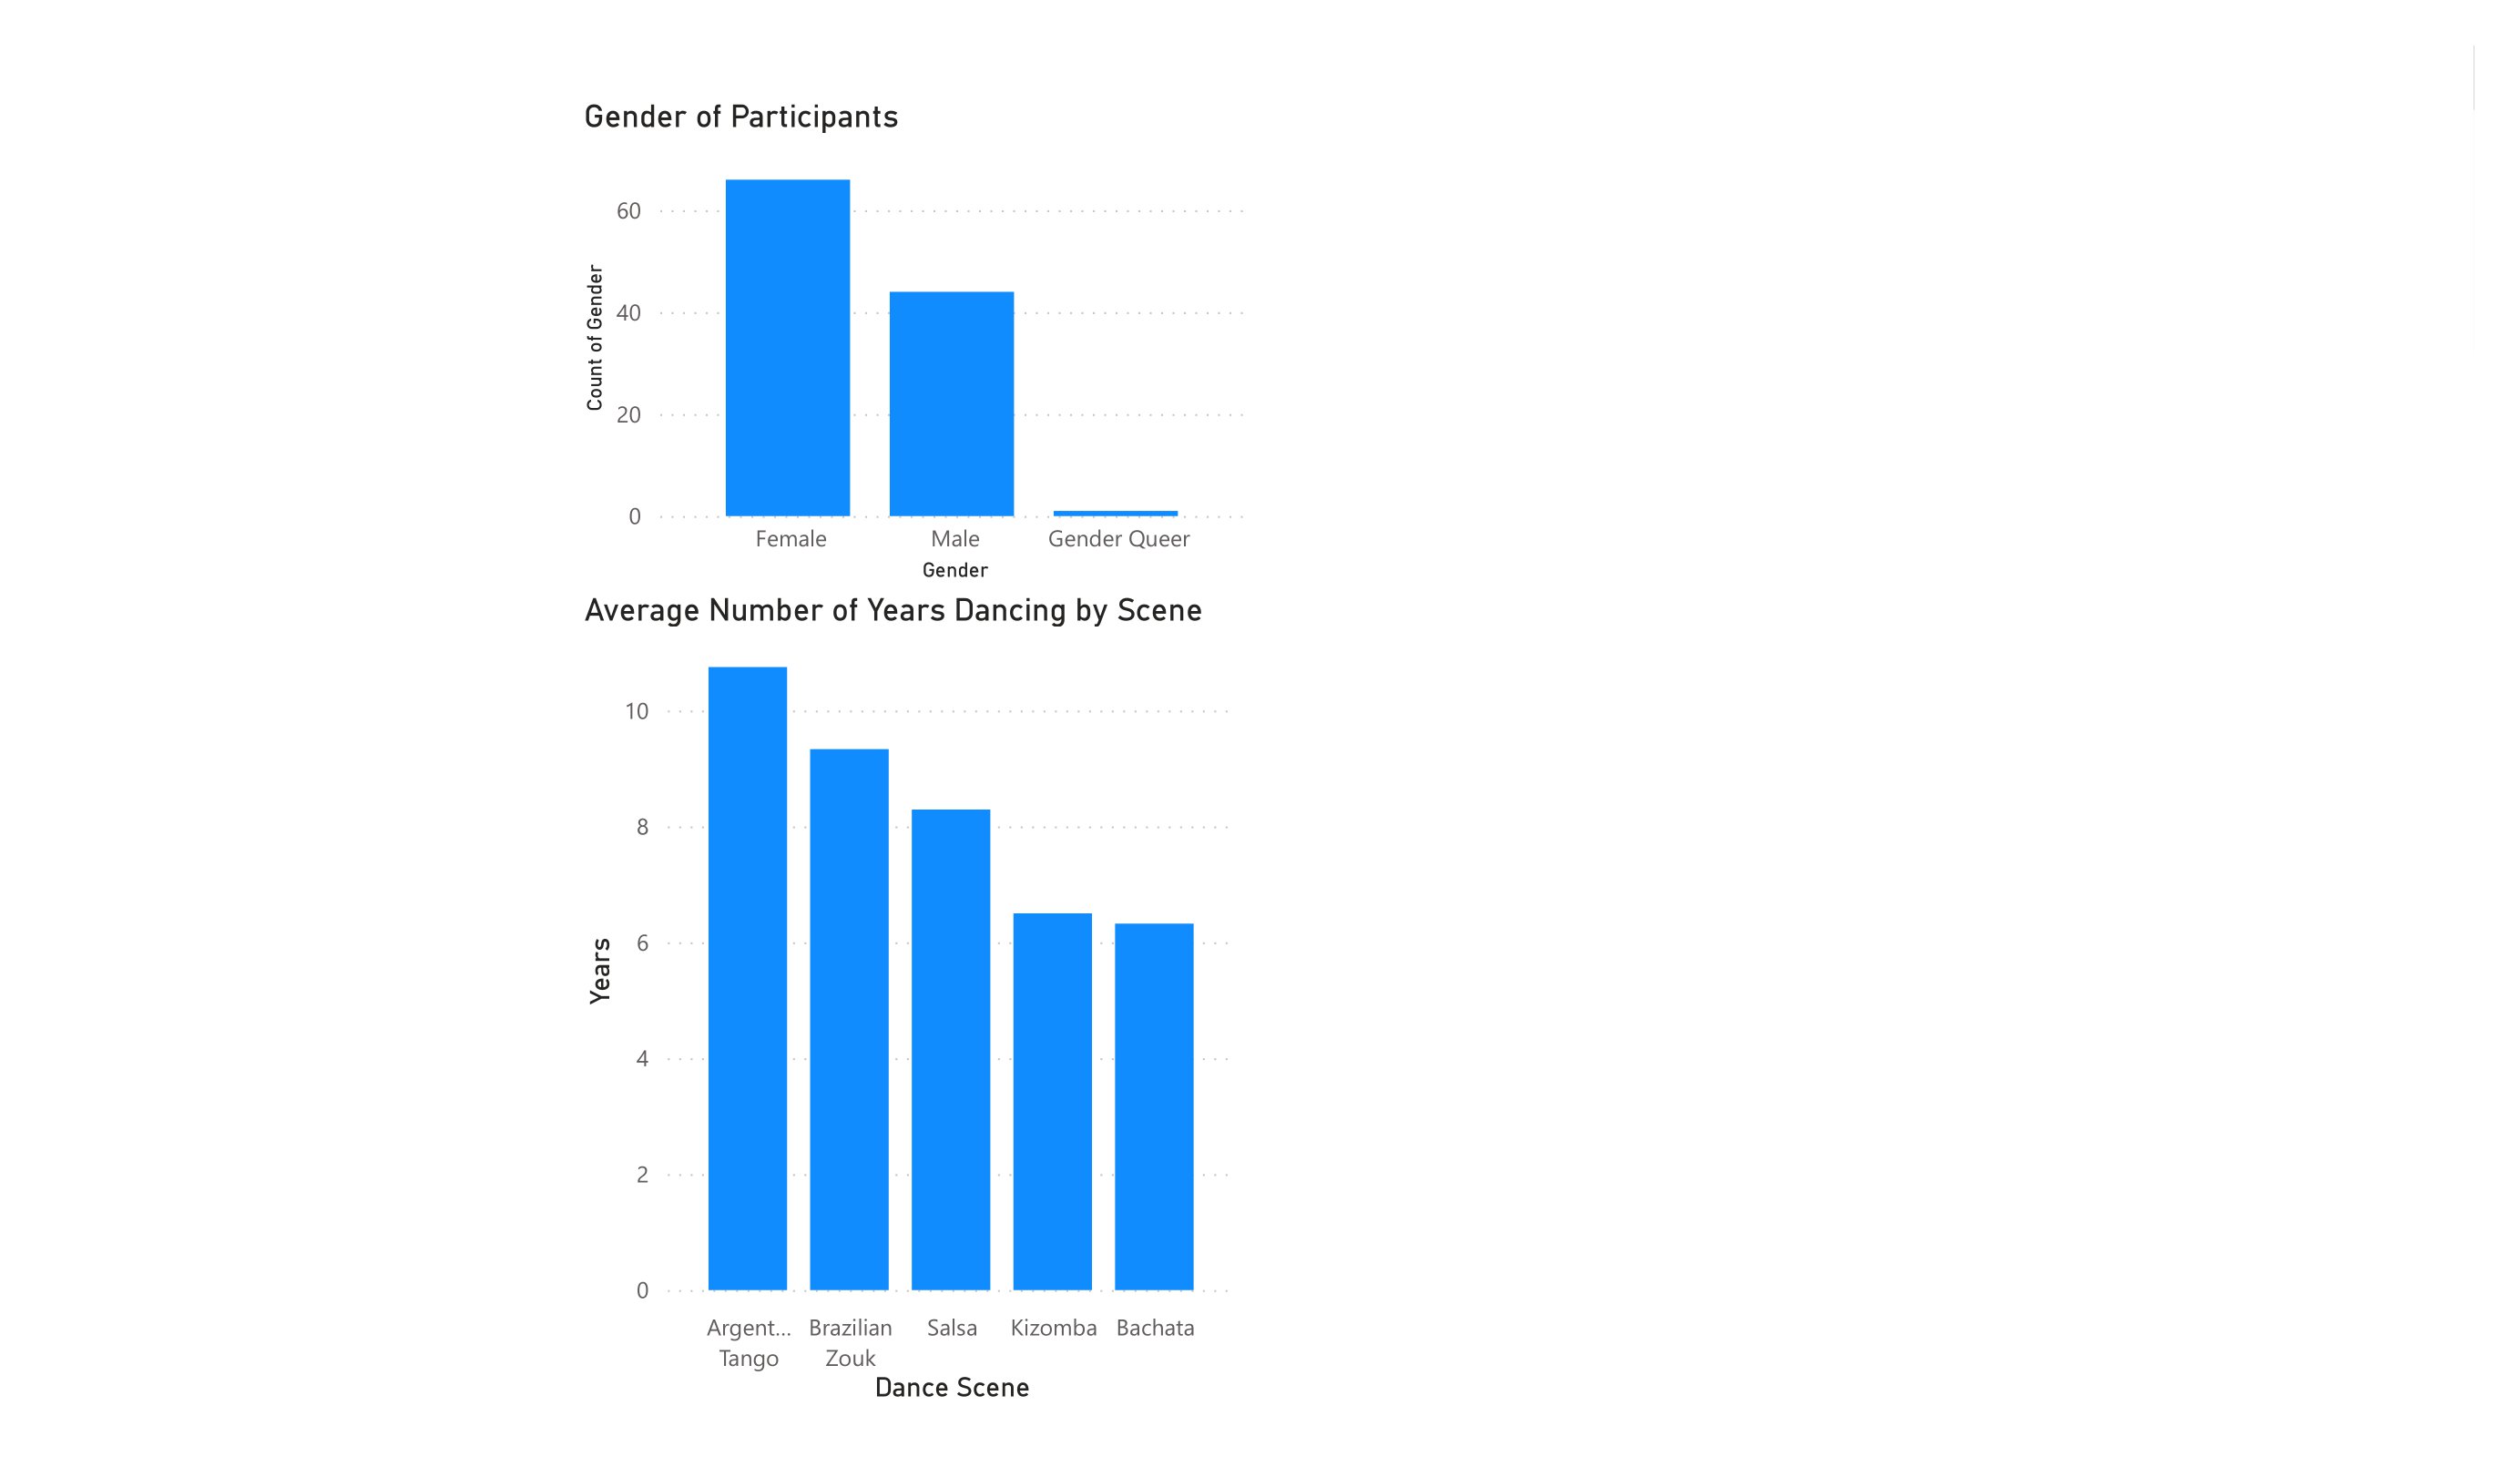 Gender of Participants
Count of Gender
60
40
20
0
Female Male Gender Queer
Gender
Average Number of Years Dancing by Scene
Years
10
8
6
4
2
0
Argent... Brazilian Salsa Kizomba Bachata
Tango Zouk
Dance Scene